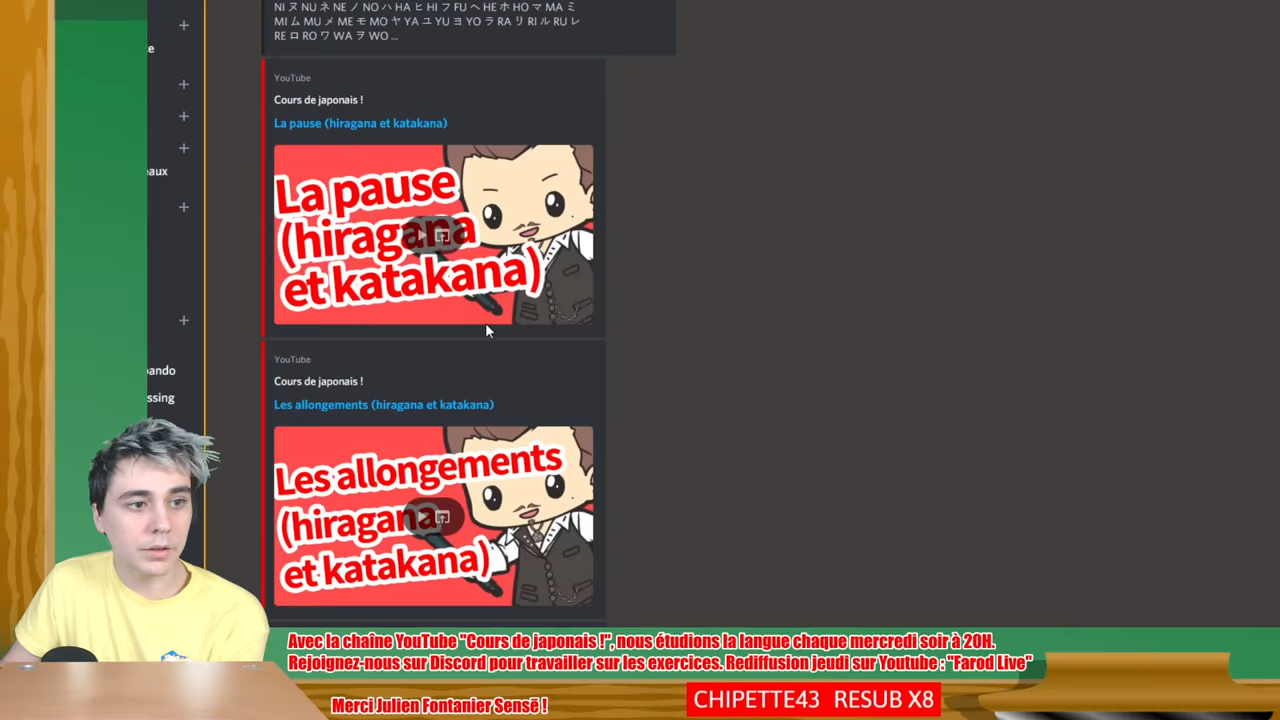 NI ヌ NU ネ NE ノ NO ハ HA ヒ HI フ FU ヘ HE ホ HO マ MA ミ
MI ム MU メ ME モ MO ヤ YA ユ YU ヨ YO ラ RA リ RI ル RU レ
RE ロ RO ワ WA ヲ WO ...
te
YouTube
Cours de japonais !
La pause (hiragana et katakana)
La pause
(hiragana
et katakana)
eaux
YouTube
Cours de japonais !
Les allongements (hiragana et katakana)
Les allongements
(hiragana
et katakana)
pando
ssing
Avec la chaîne YouTube "Cours de japonais !", nous étudions la langue chaque mercredi soir à 20H.
Rejoignez-nous sur Discord pour travailler sur les exercices. Rediffusion jeudi sur Youtube : "Farod Live"
Merci Julien Fontanier Sensē !
CHIPETTE43 RESUB X8